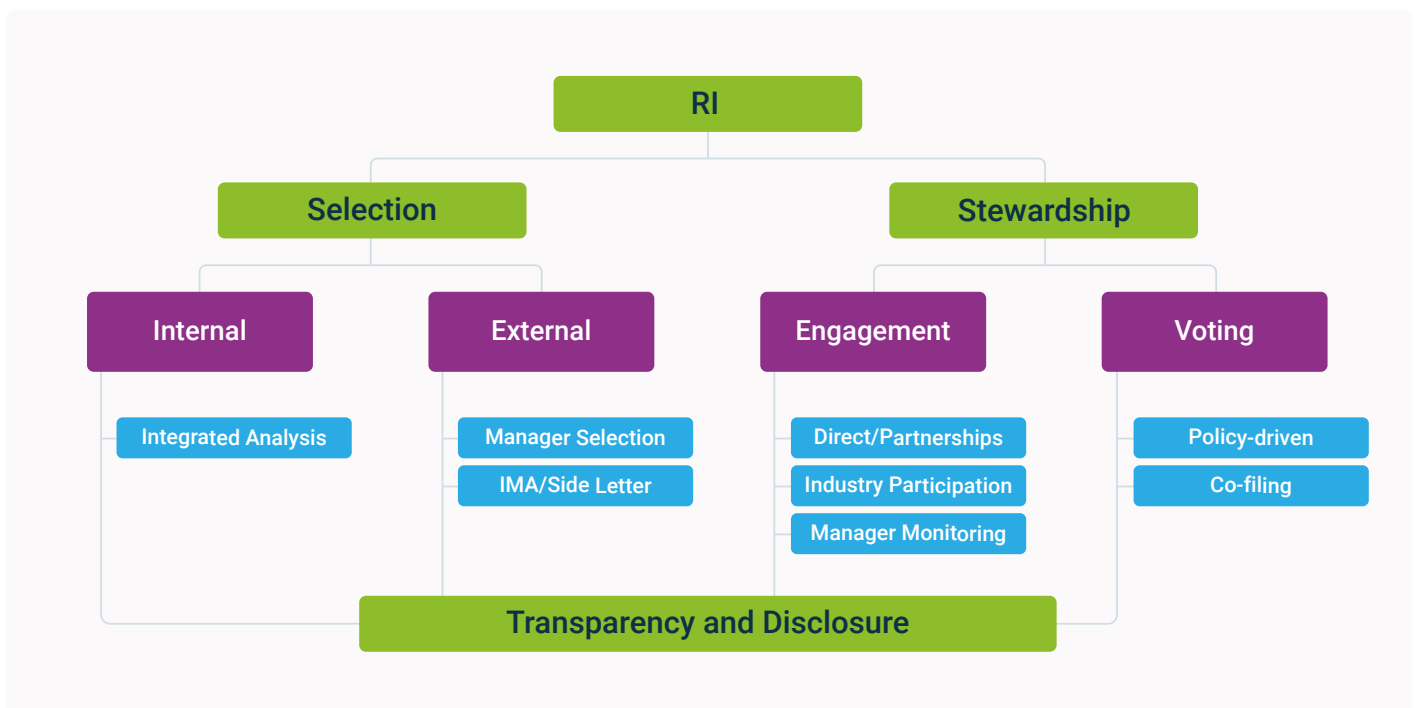 RI
Selection
Stewardship
Internal
External
Engagement
Voting
Integrated Analysis
Manager Selection
Direct/Partnerships
Policy-driven
IMA/Side Letter
Industry Participation
Co-filing
Manager Monitoring
Transparency and Disclosure